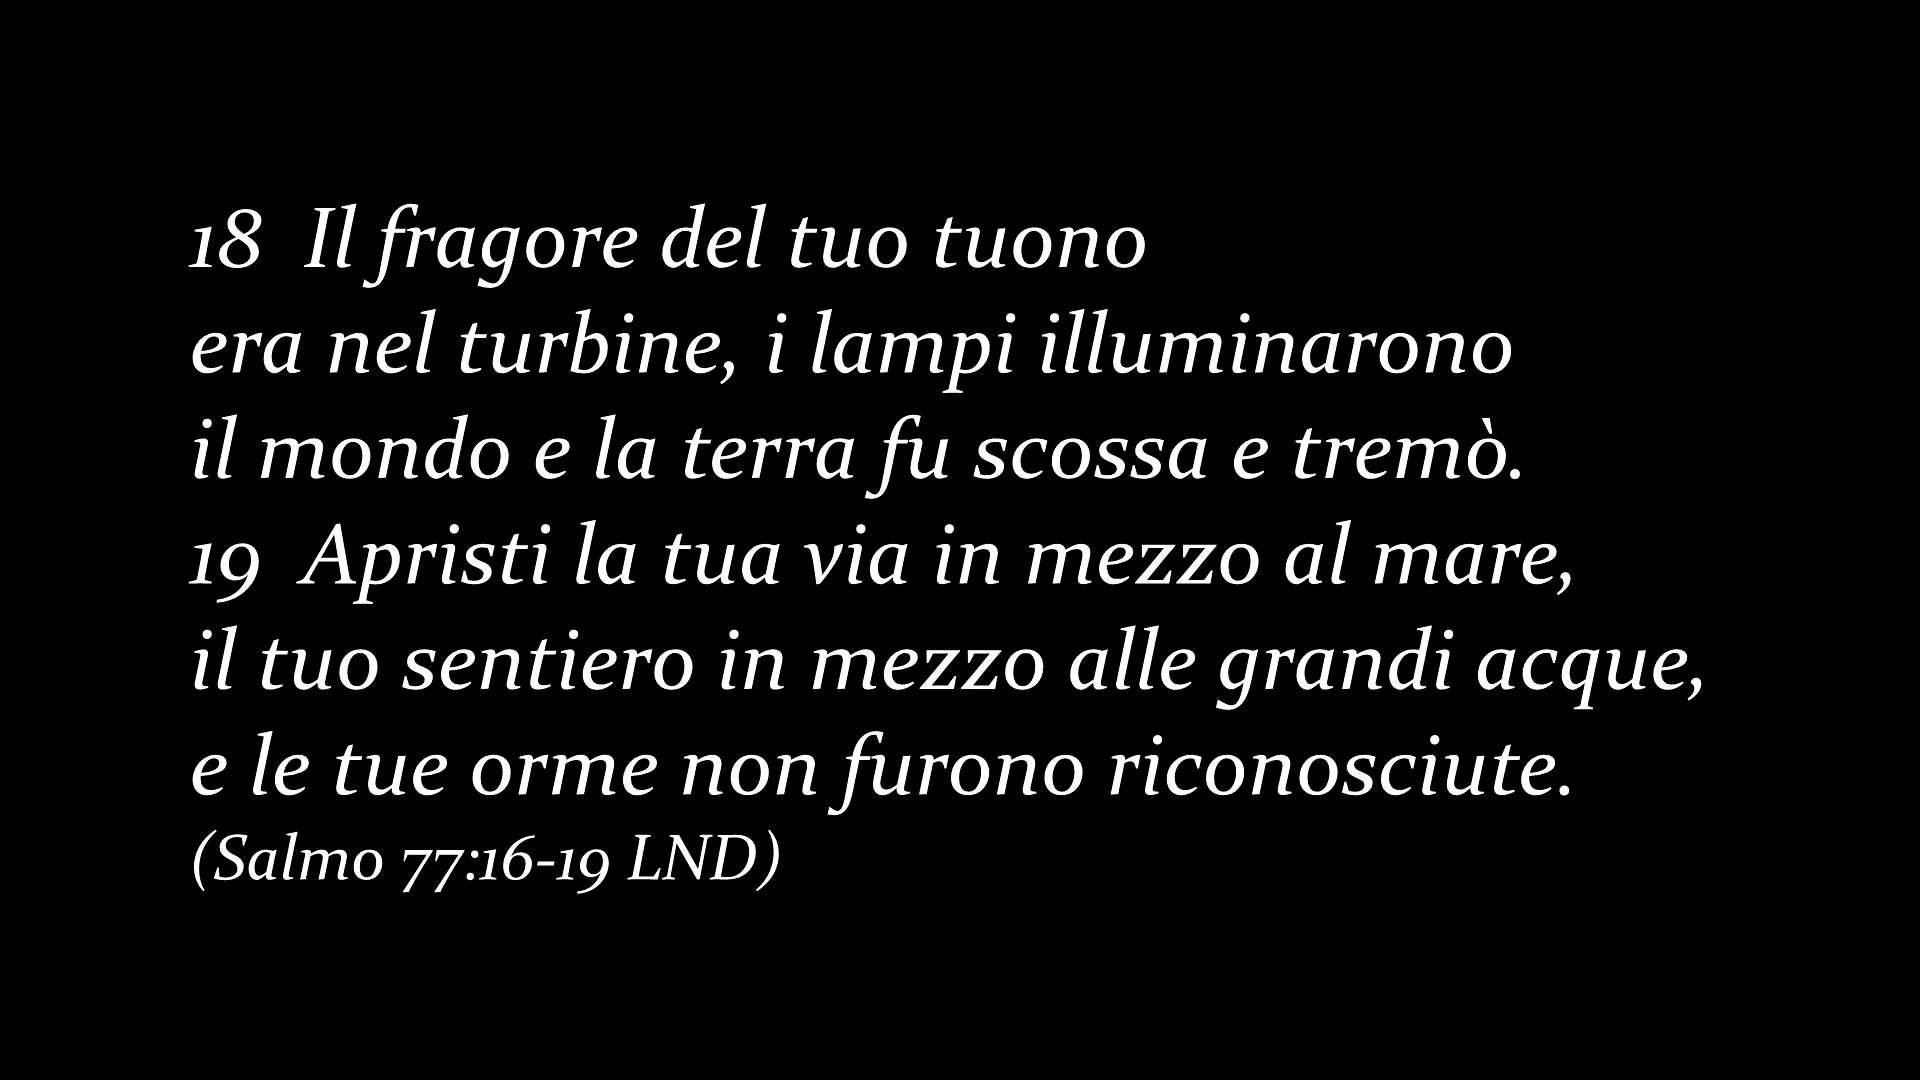 18  Il fragore del tuo tuono
era nel turbine, i lampi illuminarono
il mondo e la terra fu scossa e tremò.
19  Apristi la tua via in mezzo al mare,
il tuo sentiero in mezzo alle grandi acque,
e le tue orme non furono riconosciute.
(Salmo 77:16-19 LND)